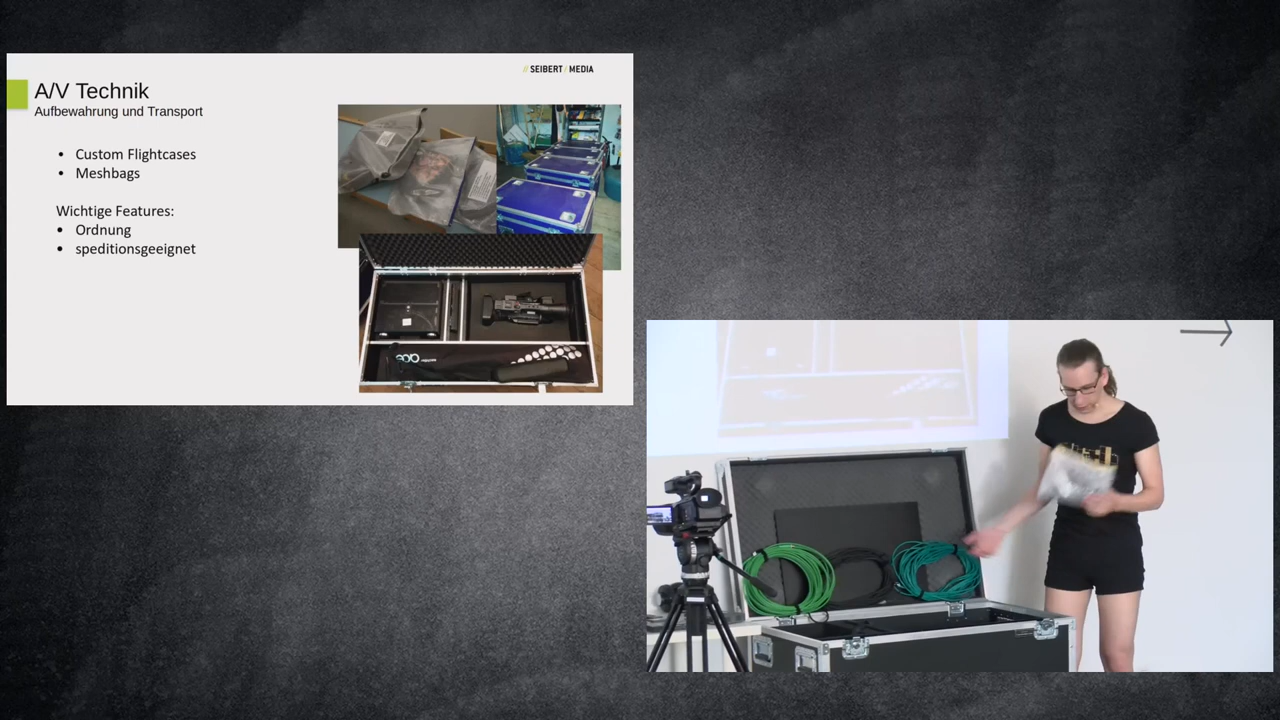 // SEIBERT / MEDIA
A/V Technik
Aufbewahrung und Transport
• Custom Flightcases
• Meshbags
Wichtige Features:
• Ordnung
• speditionsgeeignet